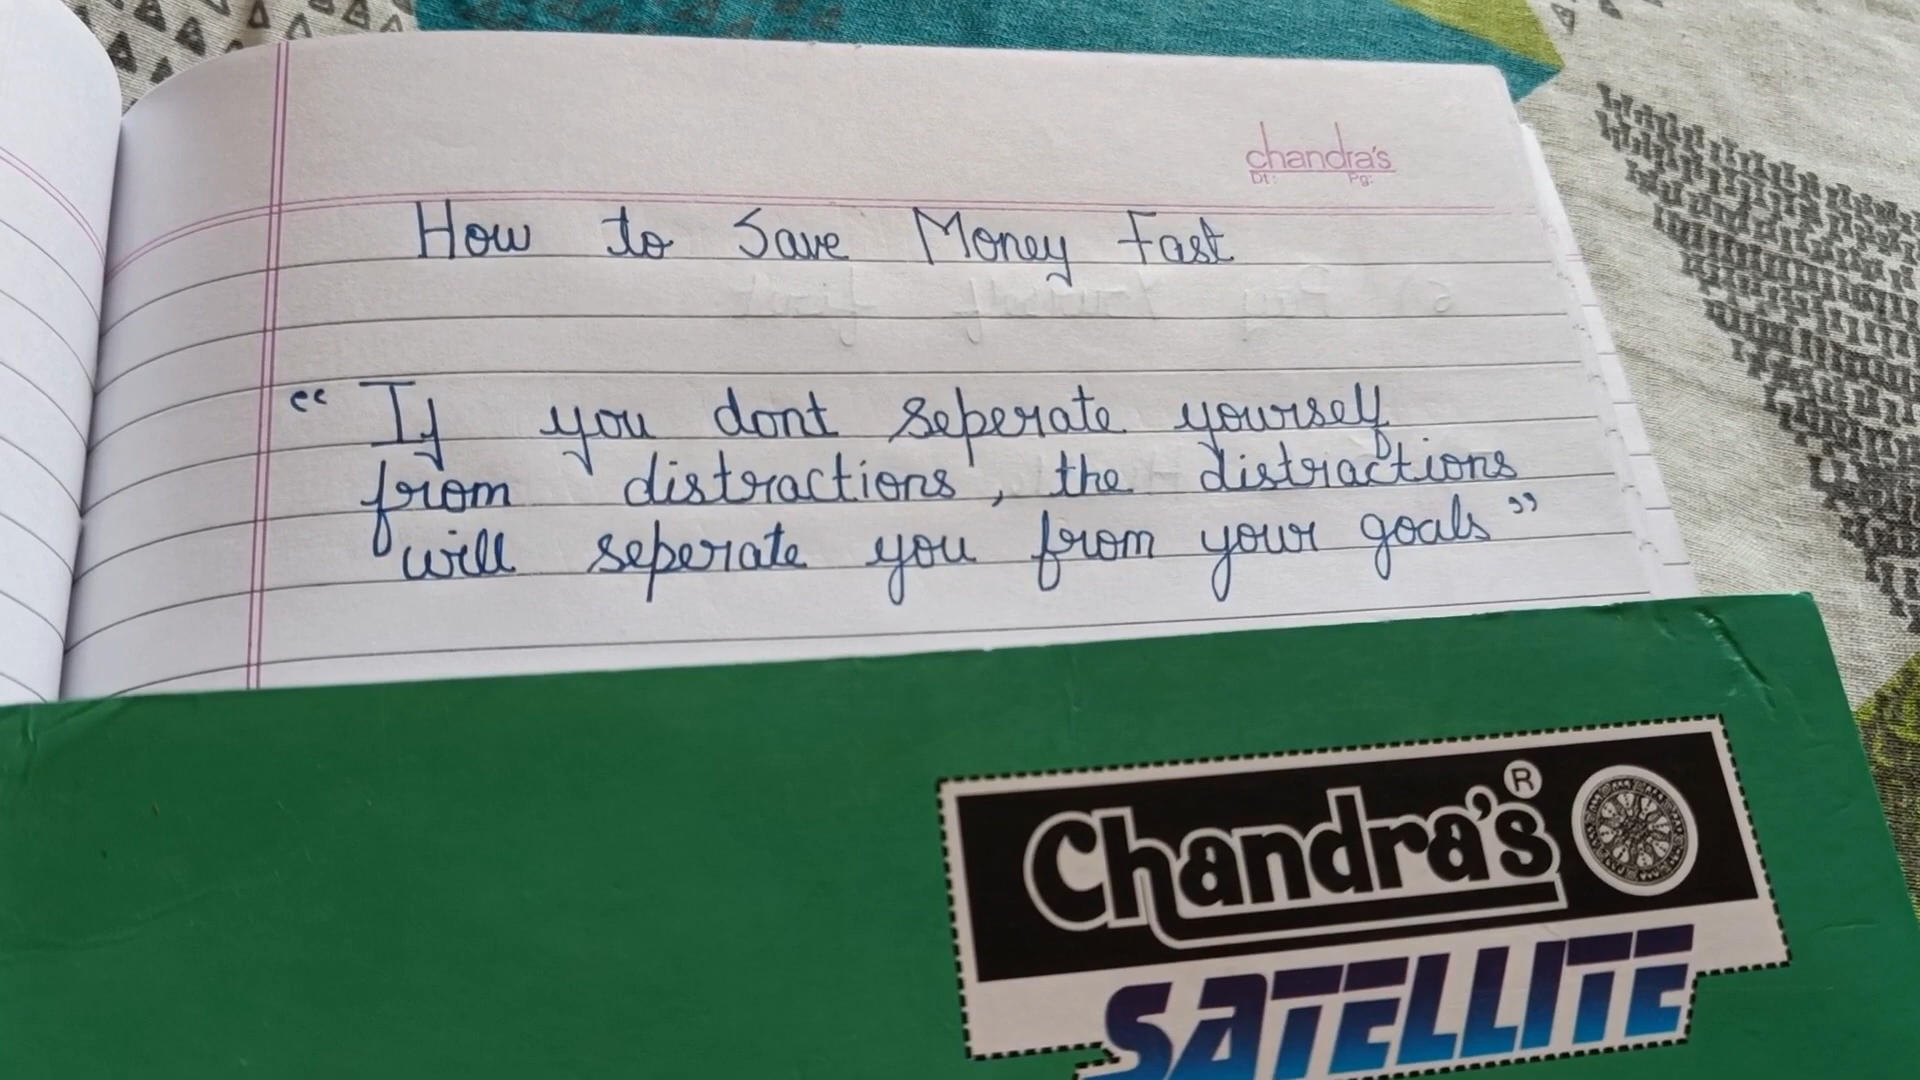 chandra's
Dt: Pg:
How to Save Money Fast
“ If you dont seperate yourself
from distractions, the distractions
will seperate you from your goals ”
Chandra's ®
SATELLITE